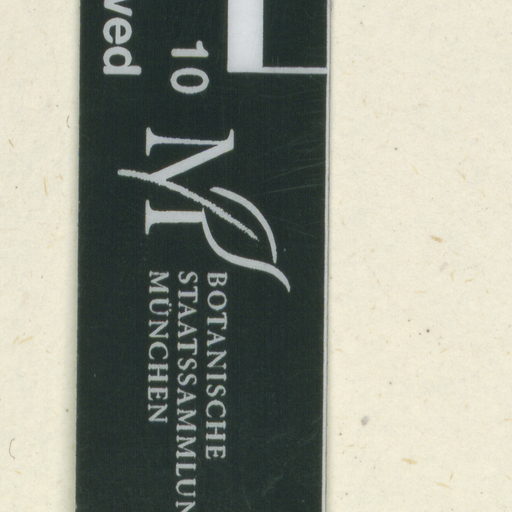 10
M
BOTANISCHE
STAATSSAMMLUN
MÜNCHEN
ved